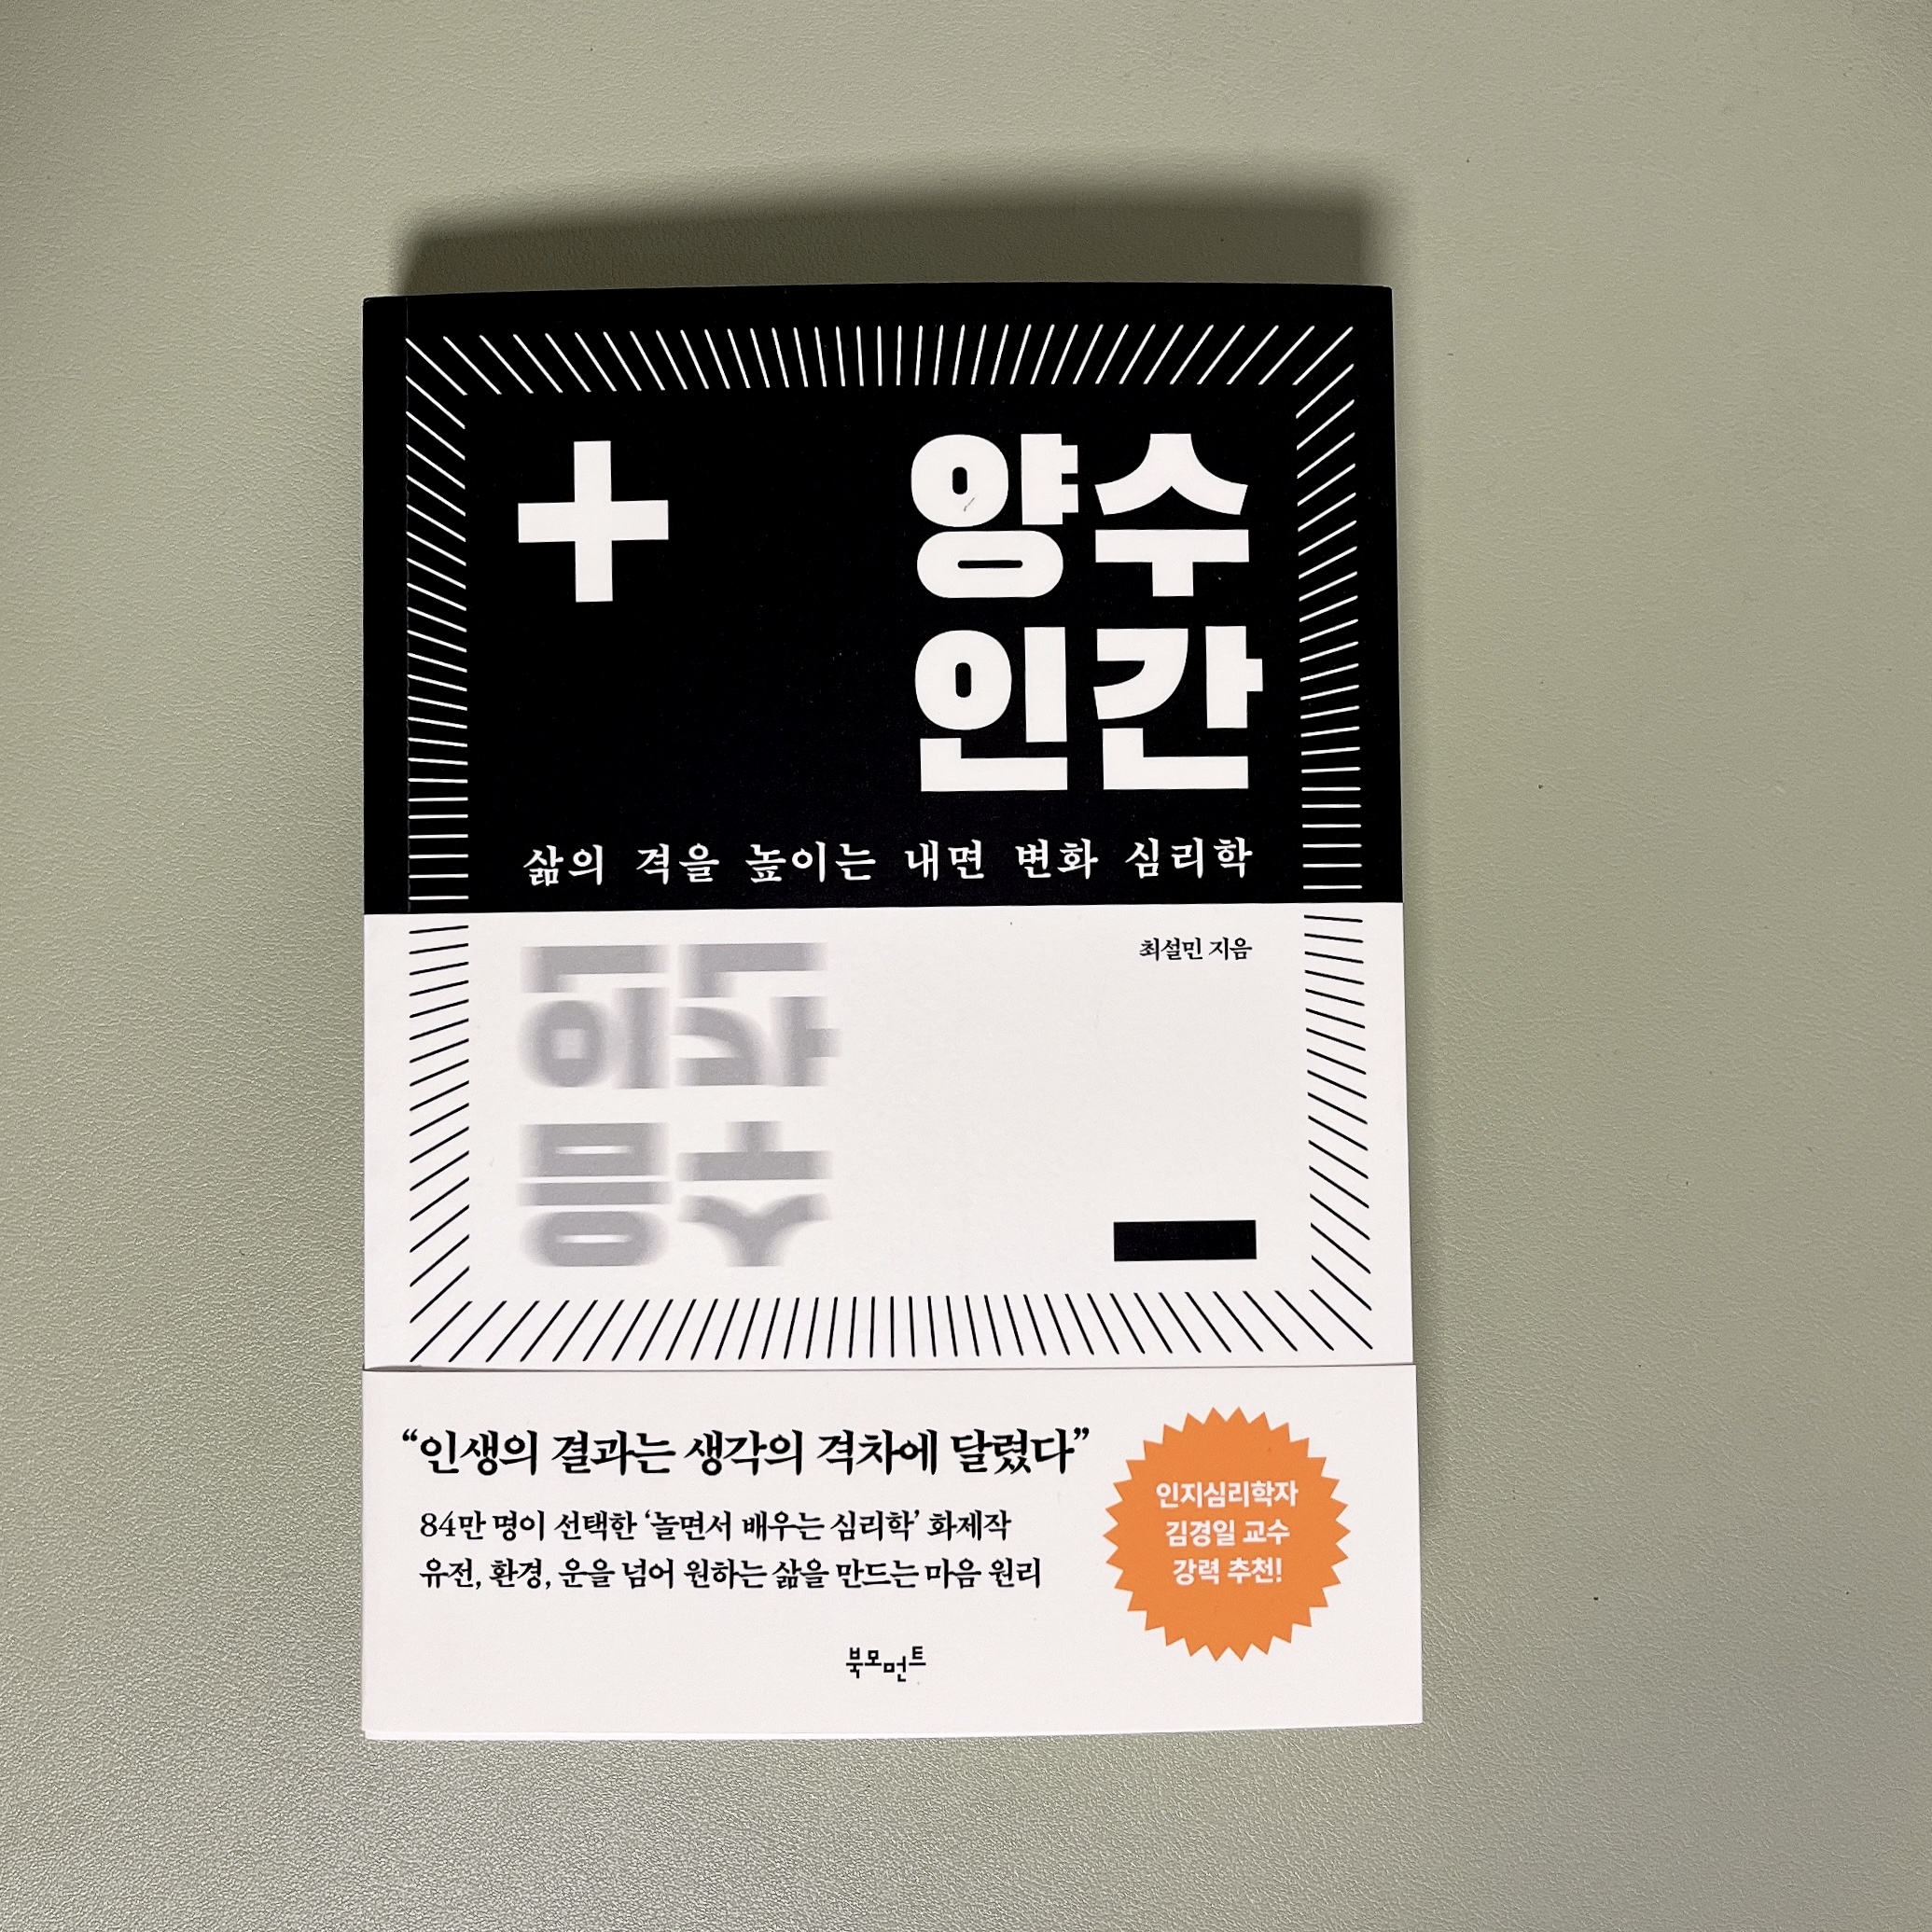 +
양수
인간
삶의 격을 높이는 내면 변화 심리학
최설민 지음
음수
인간
-
“인생의 결과는 생각의 격차에 달렸다”
84만 명이 선택한 ‘놀면서 배우는 심리학’ 화제작
유전, 환경, 운을 넘어 원하는 삶을 만드는 마음 원리
인지심리학자
김경일 교수
강력 추천!
북모먼트